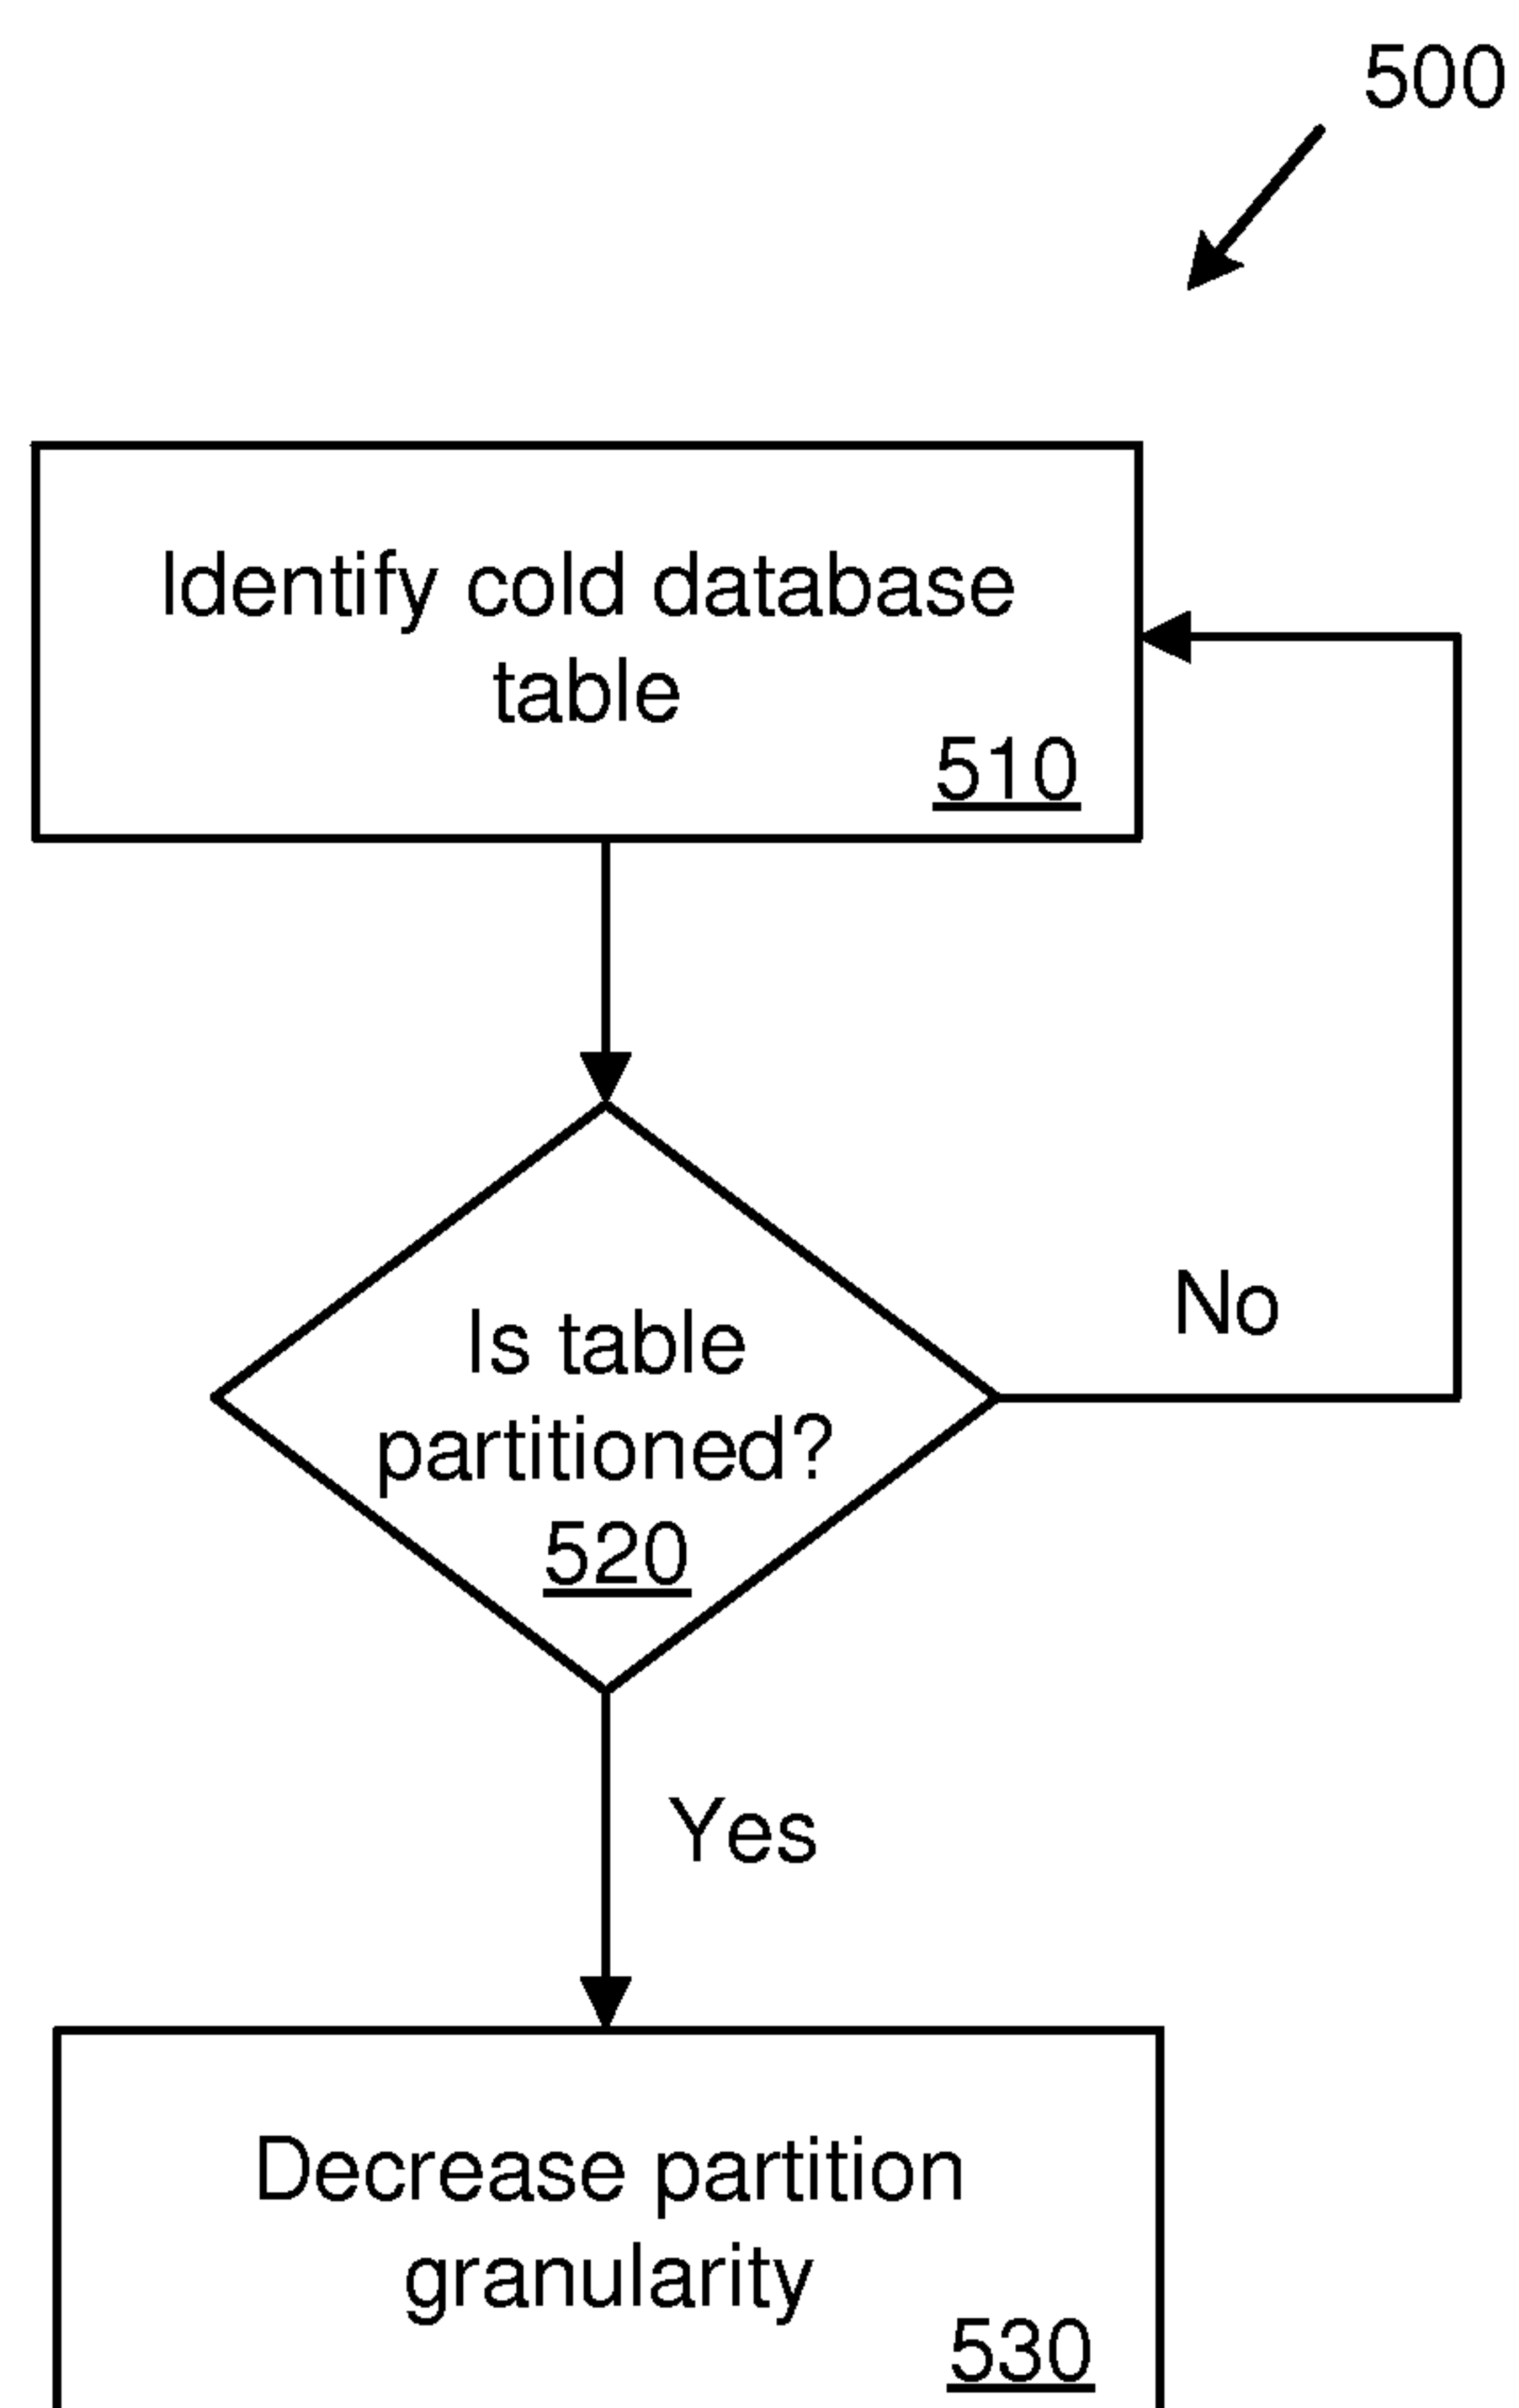 500
Identify cold database
table
510
Is table
partitioned?
520
No
Yes
Decrease partition
granularity
530